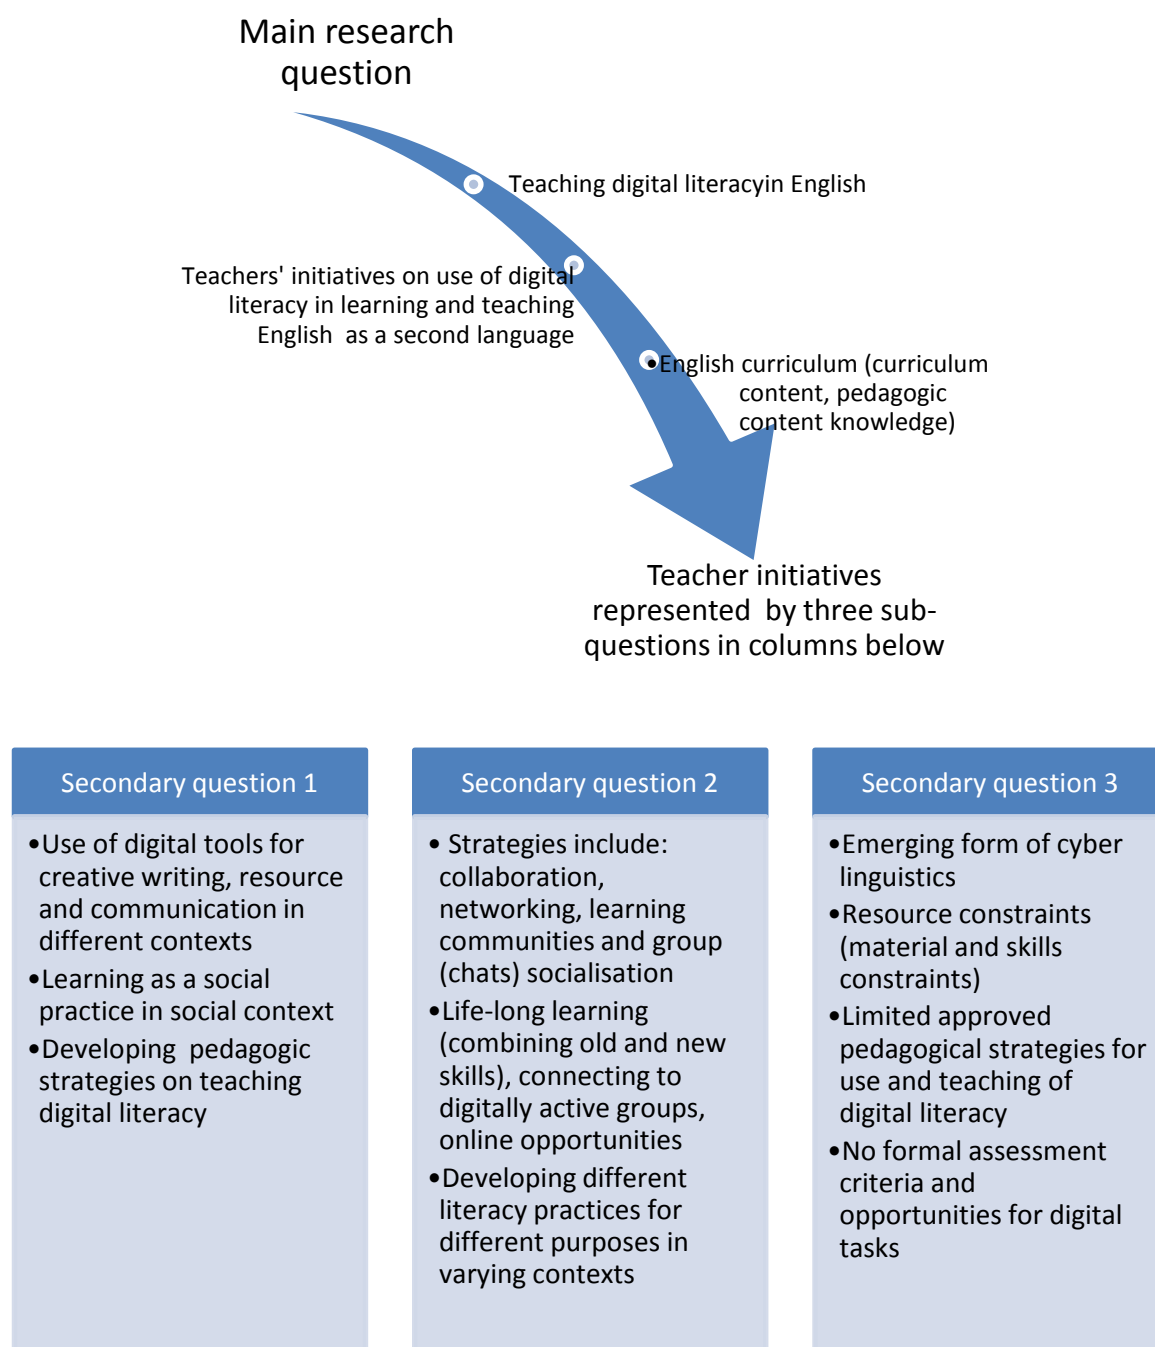 Main research
question
Teaching digital literacyin English
Teachers' initiatives on use of digital
literacy in learning and teaching
English  as a second language
•English curriculum (curriculum
content, pedagogic
content knowledge)
Teacher initiatives
represented  by three sub-
questions in columns below
Secondary question 1
•Use of digital tools for
creative writing, resource
and communication in
different contexts
•Learning as a social
practice in social context
•Developing  pedagogic
strategies on teaching
digital literacy
Secondary question 2
• Strategies include:
collaboration,
networking, learning
communities and group
(chats) socialisation
•Life-long learning
(combining old and new
skills), connecting to
digitally active groups,
online opportunities
•Developing different
literacy practices for
different purposes in
varying contexts
Secondary question 3
•Emerging form of cyber
linguistics
•Resource constraints
(material and skills
constraints)
•Limited approved
pedagogical strategies for
use and teaching of
digital literacy
•No formal assessment
criteria and
opportunities for digital
tasks